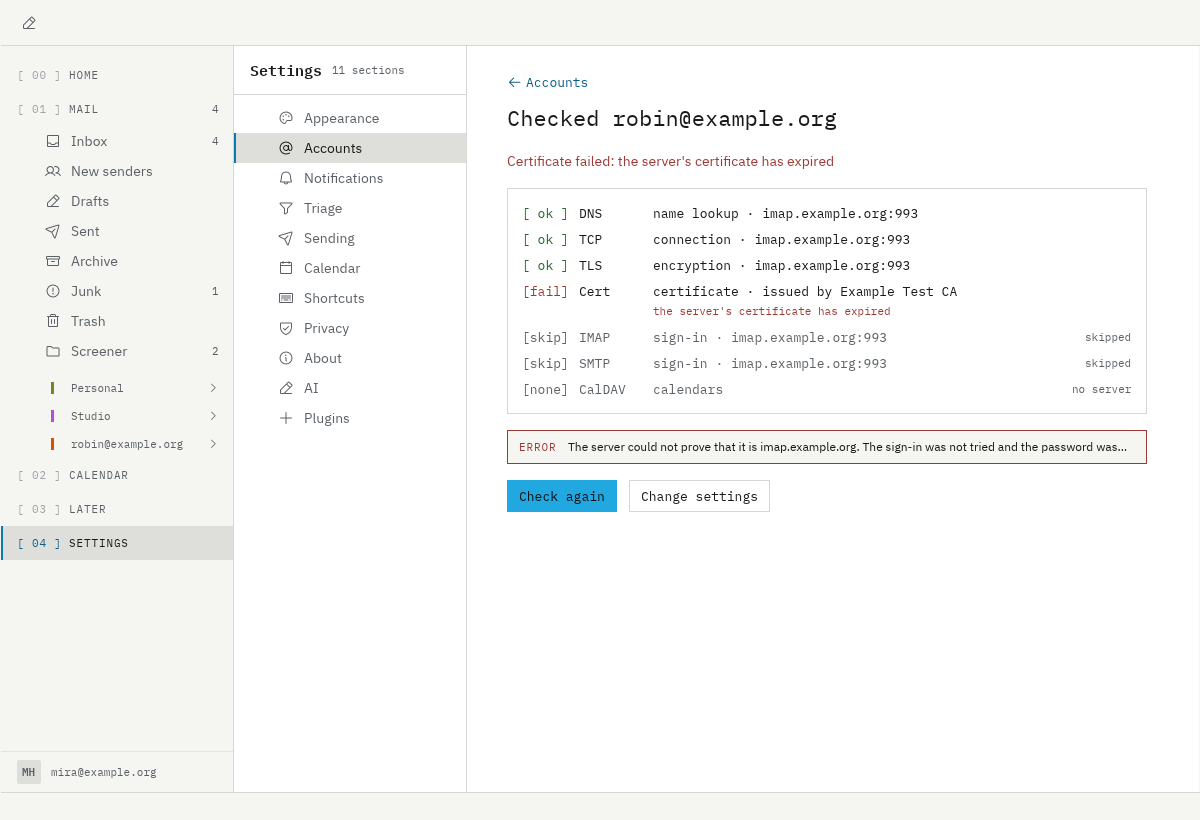 [ 00 ] HOME
[ 01 ] MAIL 4
Inbox 4
New senders
Drafts
Sent
Archive
Junk 1
Trash
Screener 2
Personal
Studio
robin@example.org
[ 02 ] CALENDAR
[ 03 ] LATER
[ 04 ] SETTINGS
MH mira@example.org
Settings 11 sections
Appearance
Accounts
Notifications
Triage
Sending
Calendar
Shortcuts
Privacy
About
AI
Plugins
← Accounts
Checked robin@example.org
Certificate failed: the server's certificate has expired
[ ok ] DNS name lookup · imap.example.org:993
[ ok ] TCP connection · imap.example.org:993
[ ok ] TLS encryption · imap.example.org:993
[fail] Cert certificate · issued by Example Test CA
the server's certificate has expired
[skip] IMAP sign-in · imap.example.org:993 skipped
[skip] SMTP sign-in · imap.example.org:993 skipped
[none] CalDAV calendars no server
ERROR The server could not prove that it is imap.example.org. The sign-in was not tried and the password was...
Check again Change settings